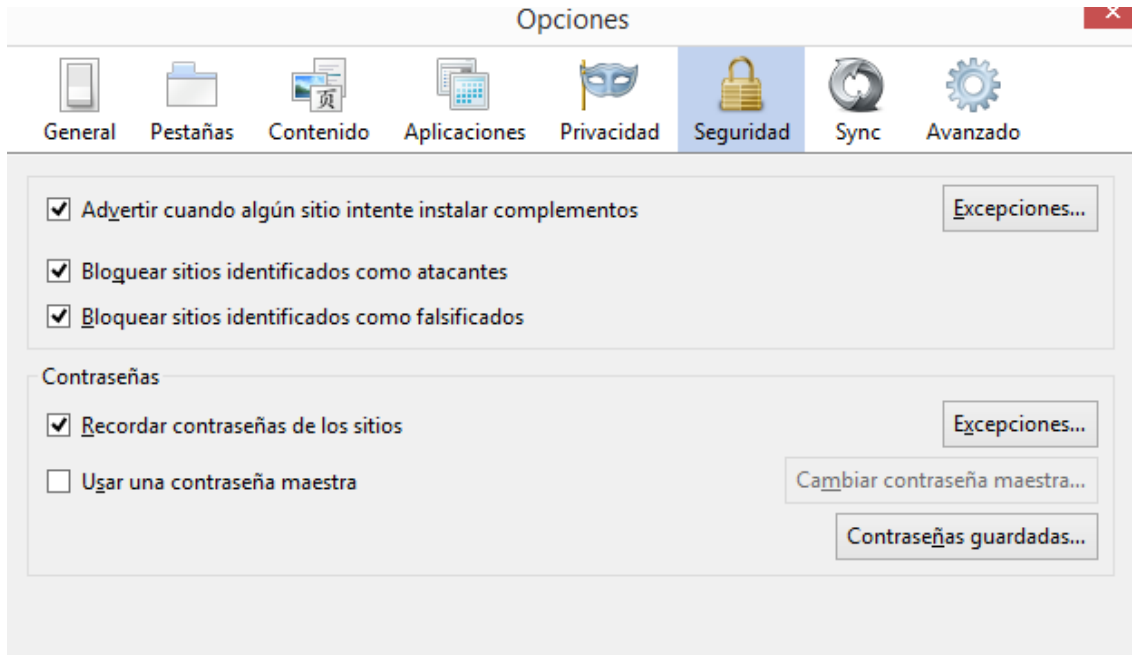 Opciones
General Pestañas Contenido Aplicaciones Privacidad Seguridad Sync Avanzado
Advertir cuando algún sitio intente instalar complementos Excepciones...
Bloquear sitios identificados como atacantes
Bloquear sitios identificados como falsificados
Contraseñas
Recordar contraseñas de los sitios Excepciones...
Usar una contraseña maestra Cambiar contraseña maestra...
Contraseñas guardadas...